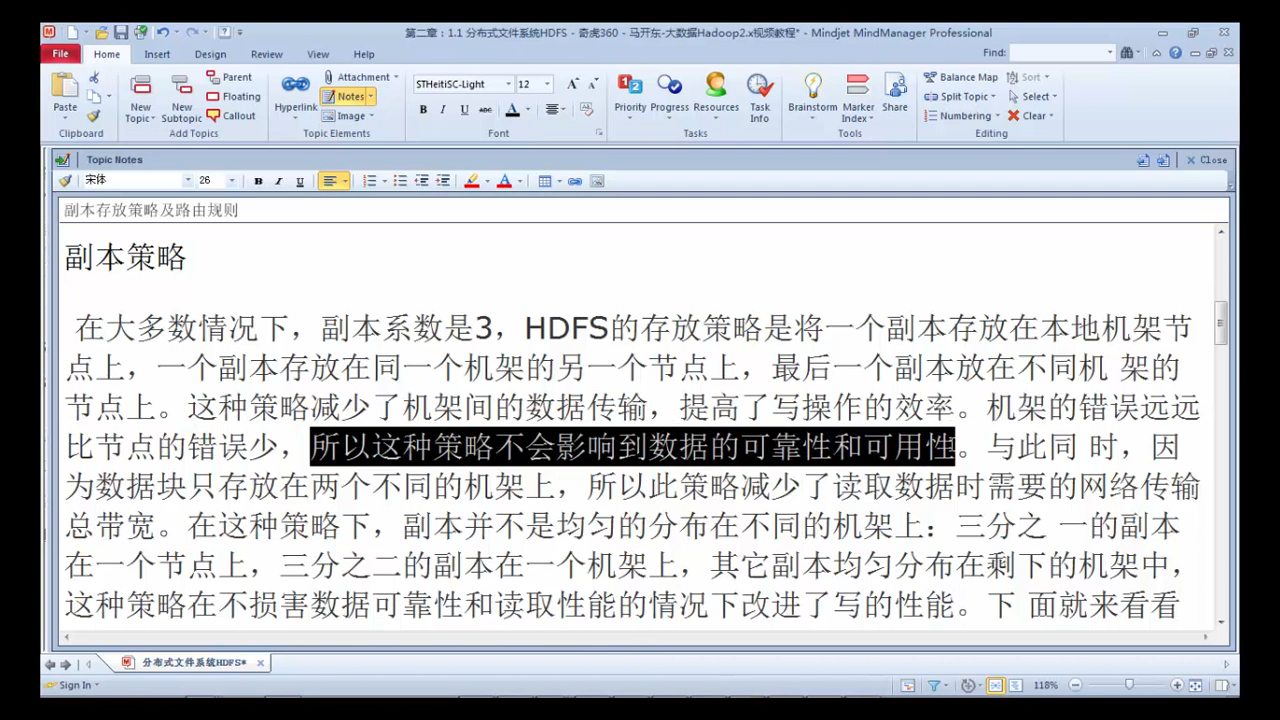 第二章：1.1 分布式文件系统HDFS - 奇虎360 - 马开东-大数据Hadoop2.x视频教程* - Mindjet MindManager Professional
File Home Insert Design Review View Help Find:
Paste
Clipboard
New Topic
New Subtopic
Parent
Floating
Callout
Add Topics
Hyperlink
Attachment
Notes
Image
Topic Elements
STHeitiSC-Light 12
B I U abc A
Font
Priority Progress Resources Task Info
Tasks
Brainstorm Marker Index Share
Tools
Balance Map Sort
Split Topic Select
Numbering Clear
Editing
Topic Notes Close
宋体 26 B I U A
副本存放策略及路由规则
副本策略
在大多数情况下，副本系数是3，HDFS的存放策略是将一个副本存放在本地机架节
点上，一个副本存放在同一个机架的另一个节点上，最后一个副本放在不同机 架的
节点上。这种策略减少了机架间的数据传输，提高了写操作的效率。机架的错误远远
比节点的错误少，所以这种策略不会影响到数据的可靠性和可用性。与此同 时，因
为数据块只存放在两个不同的机架上，所以此策略减少了读取数据时需要的网络传输
总带宽。在这种策略下，副本并不是均匀的分布在不同的机架上：三分之 一的副本
在一个节点上，三分之二的副本在一个机架上，其它副本均匀分布在剩下的机架中，
这种策略在不损害数据可靠性和读取性能的情况下改进了写的性能。下 面就来看看
分布式文件系统HDFS*
Sign In 118%